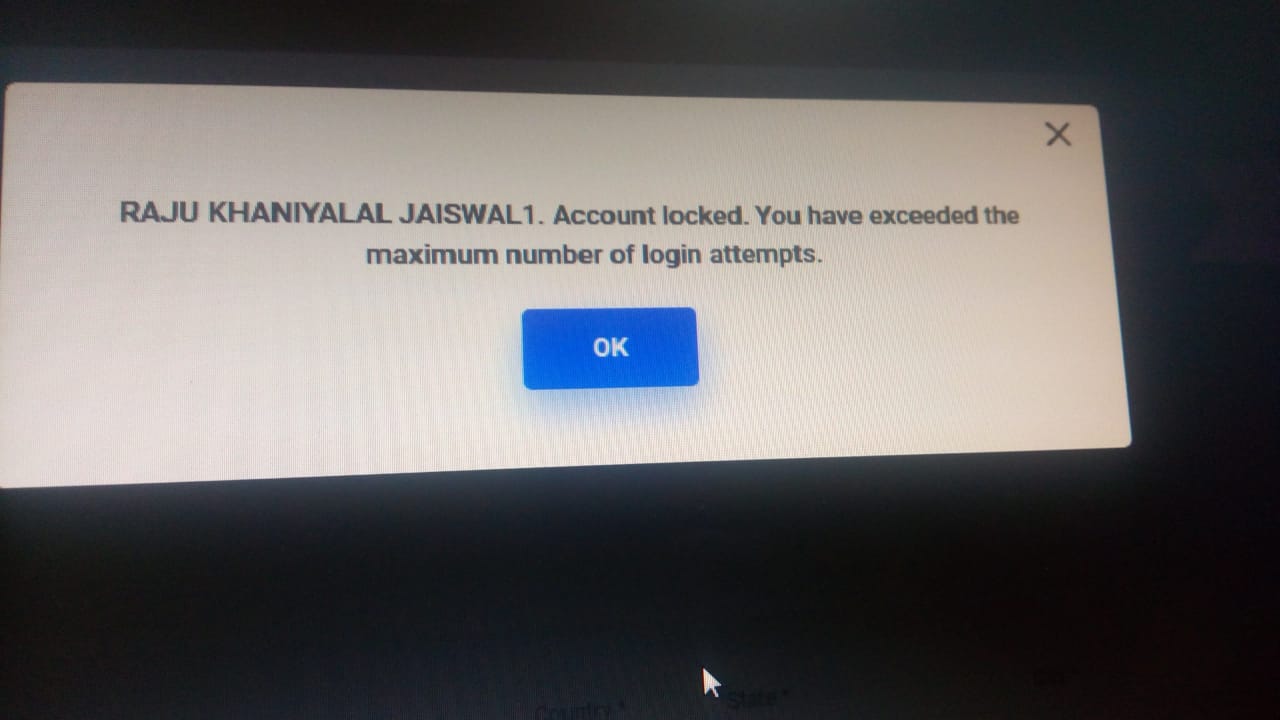 RAJU KHANIYALAL JAISWAL1. Account locked. You have exceeded the
maximum number of login attempts.
OK
Country * State *